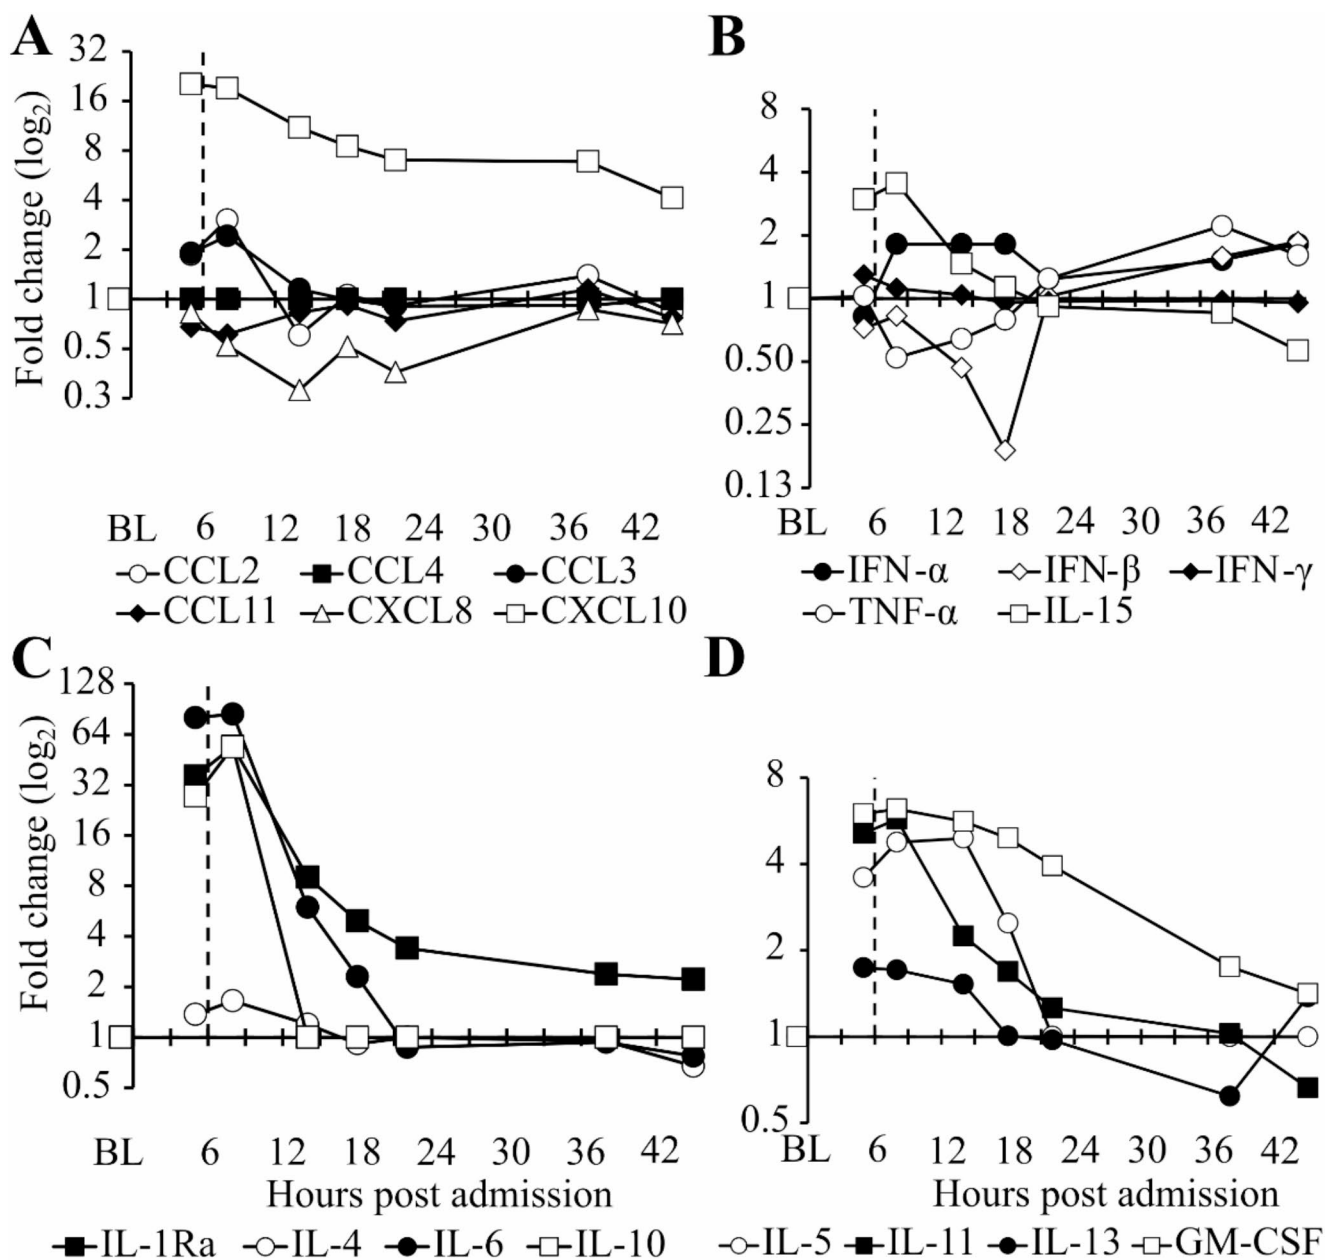 A
B
Fold change (log2)
32
16
8
4
2
1
0.5
0.3
8
4
2
1
0.50
0.25
0.13
BL 6 12 18 24 30 36 42
BL 6 12 18 24 30 36 42
CCL2 CCL4 CCL3
CCL11 CXCL8 CXCL10
IFN-α IFN-β IFN-γ
TNF-α IL-15
C
D
Fold change (log2)
128
64
32
16
8
4
2
1
0.5
8
4
2
1
0.5
BL 6 12 18 24 30 36 42
BL 6 12 18 24 30 36 42
Hours post admission
Hours post admission
IL-1Ra IL-4 IL-6 IL-10
IL-5 IL-11 IL-13 GM-CSF